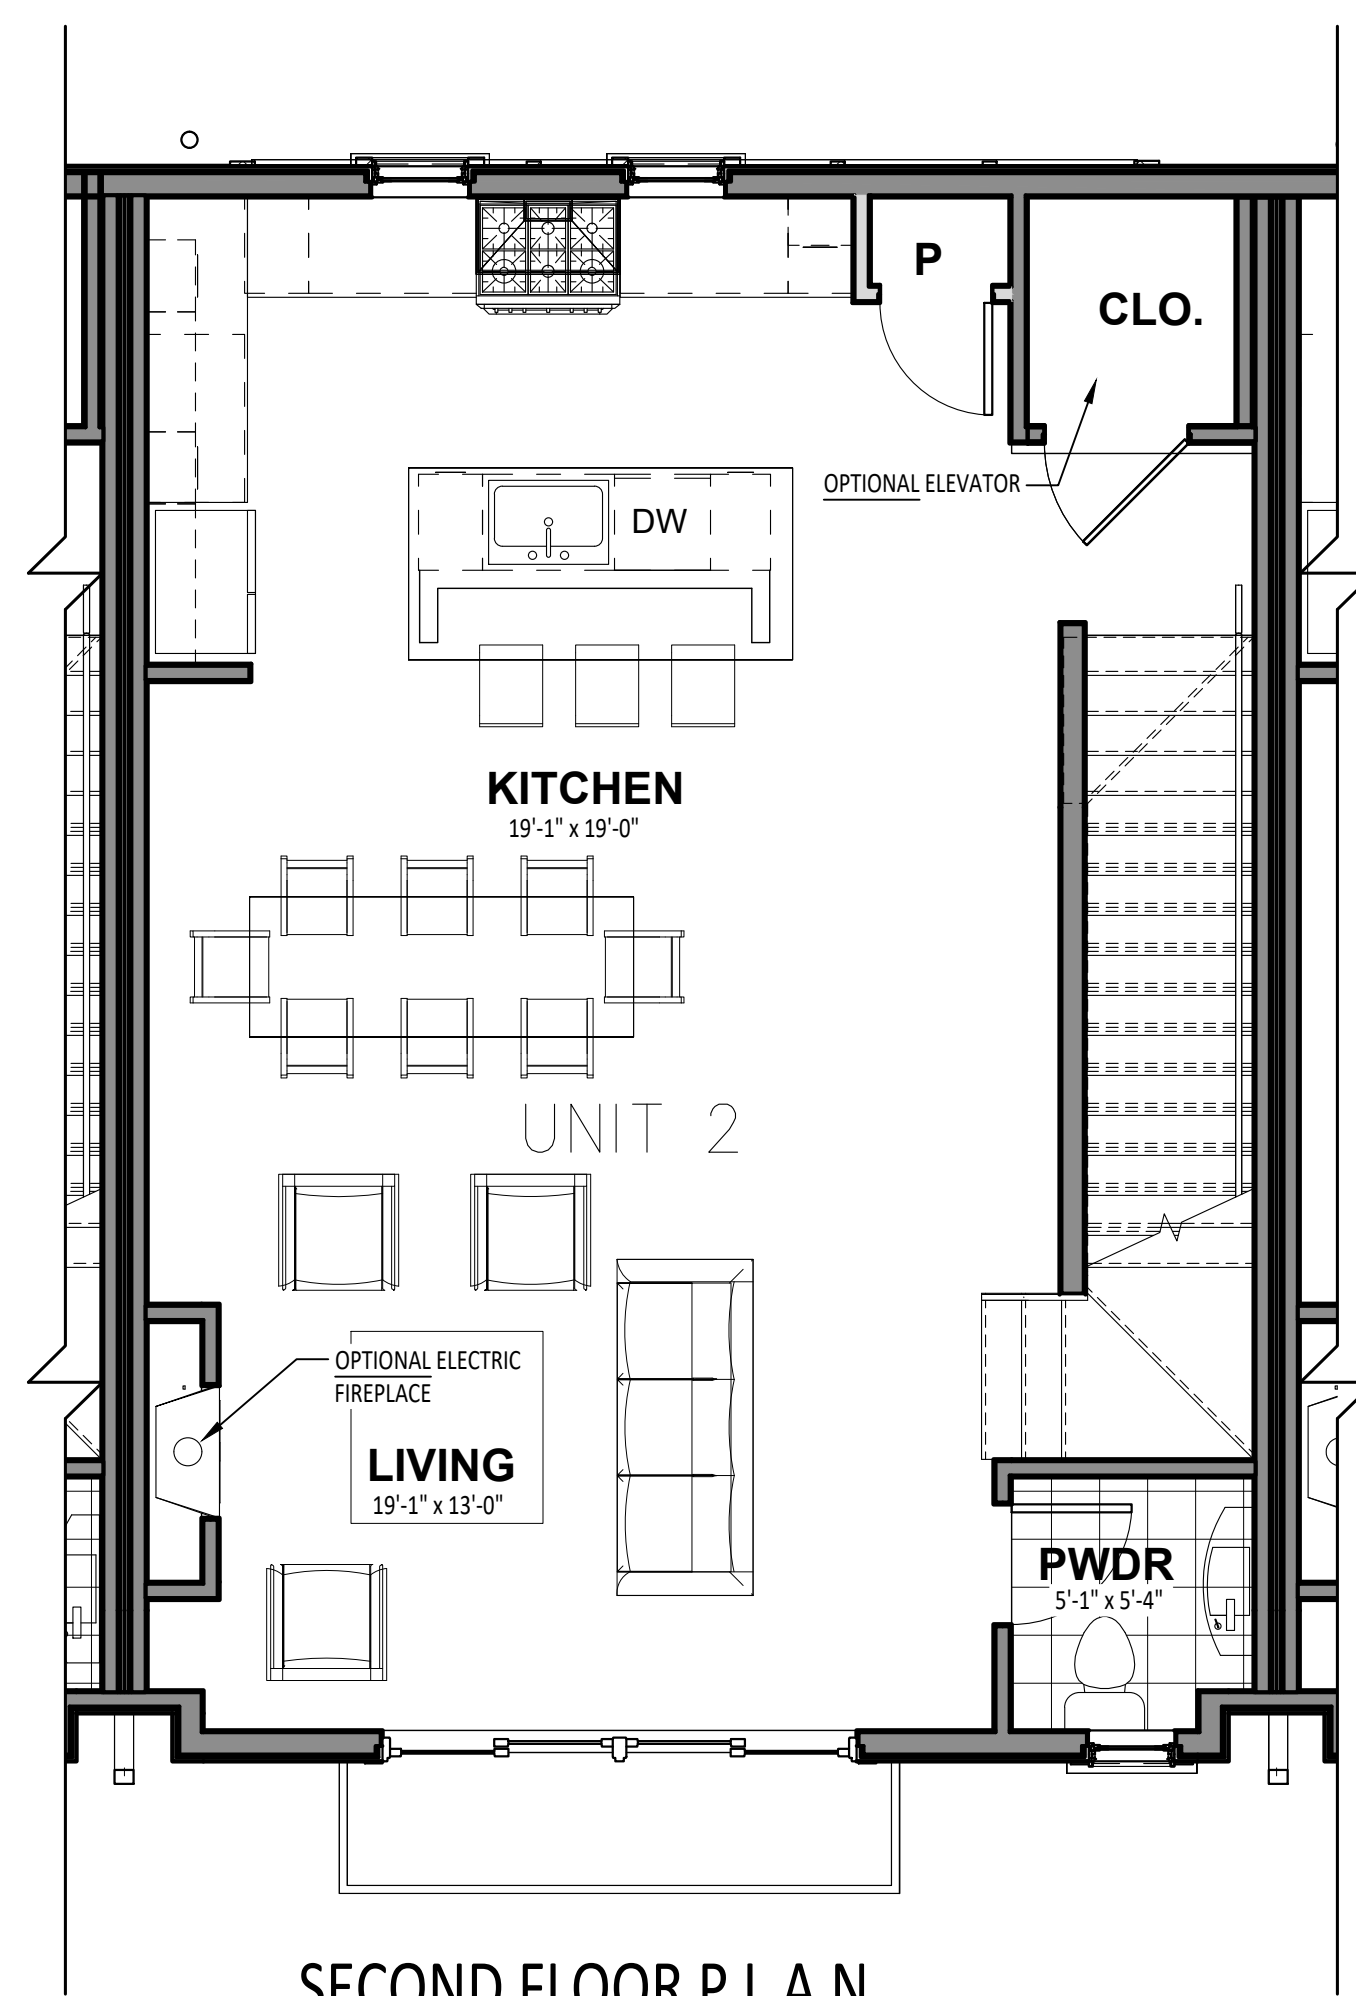 P
CLO.
OPTIONAL ELEVATOR
DW
KITCHEN
19'-1" x 19'-0"
UNIT 2
OPTIONAL ELECTRIC
FIREPLACE
LIVING
19'-1" x 13'-0"
PWDR
5'-1" x 5'-4"
SECOND FLOOR P L A N